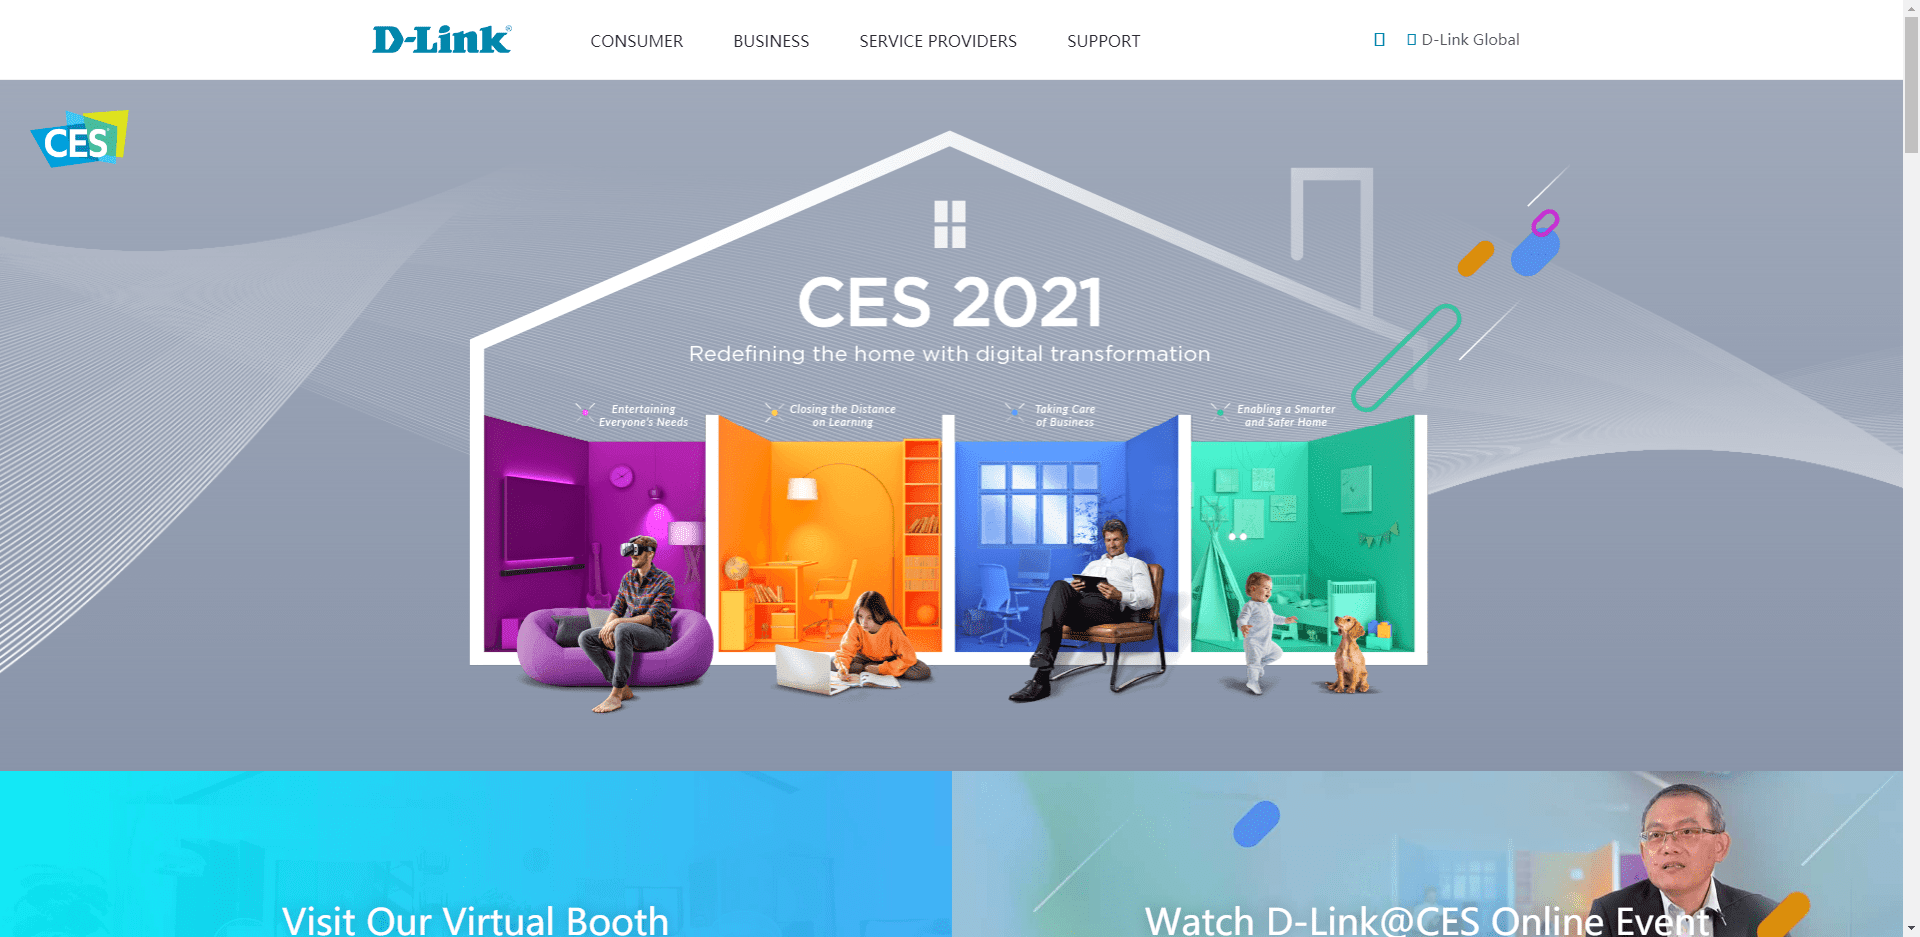 D-Link®
CONSUMER
BUSINESS
SERVICE PROVIDERS
SUPPORT
D-Link Global
CES
CES 2021
Redefining the home with digital transformation
Entertaining
Everyone's Needs
Closing the Distance
on Learning
Taking Care
of Business
Enabling a Smarter
and Safer Home
Visit Our Virtual Booth
Watch D-Link@CES Online Event